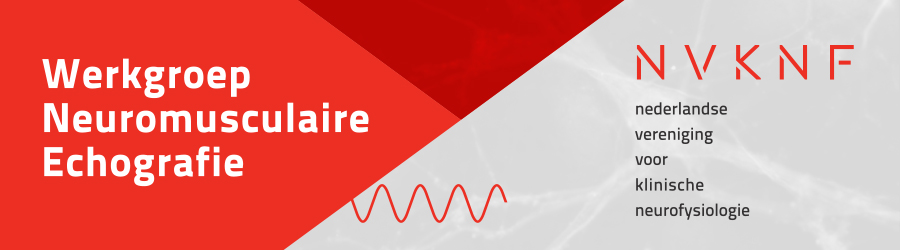 Werkgroep
Neuromusculaire
Echografie
NVKNF
nederlandse
vereniging
voor
klinische
neurofysiologie